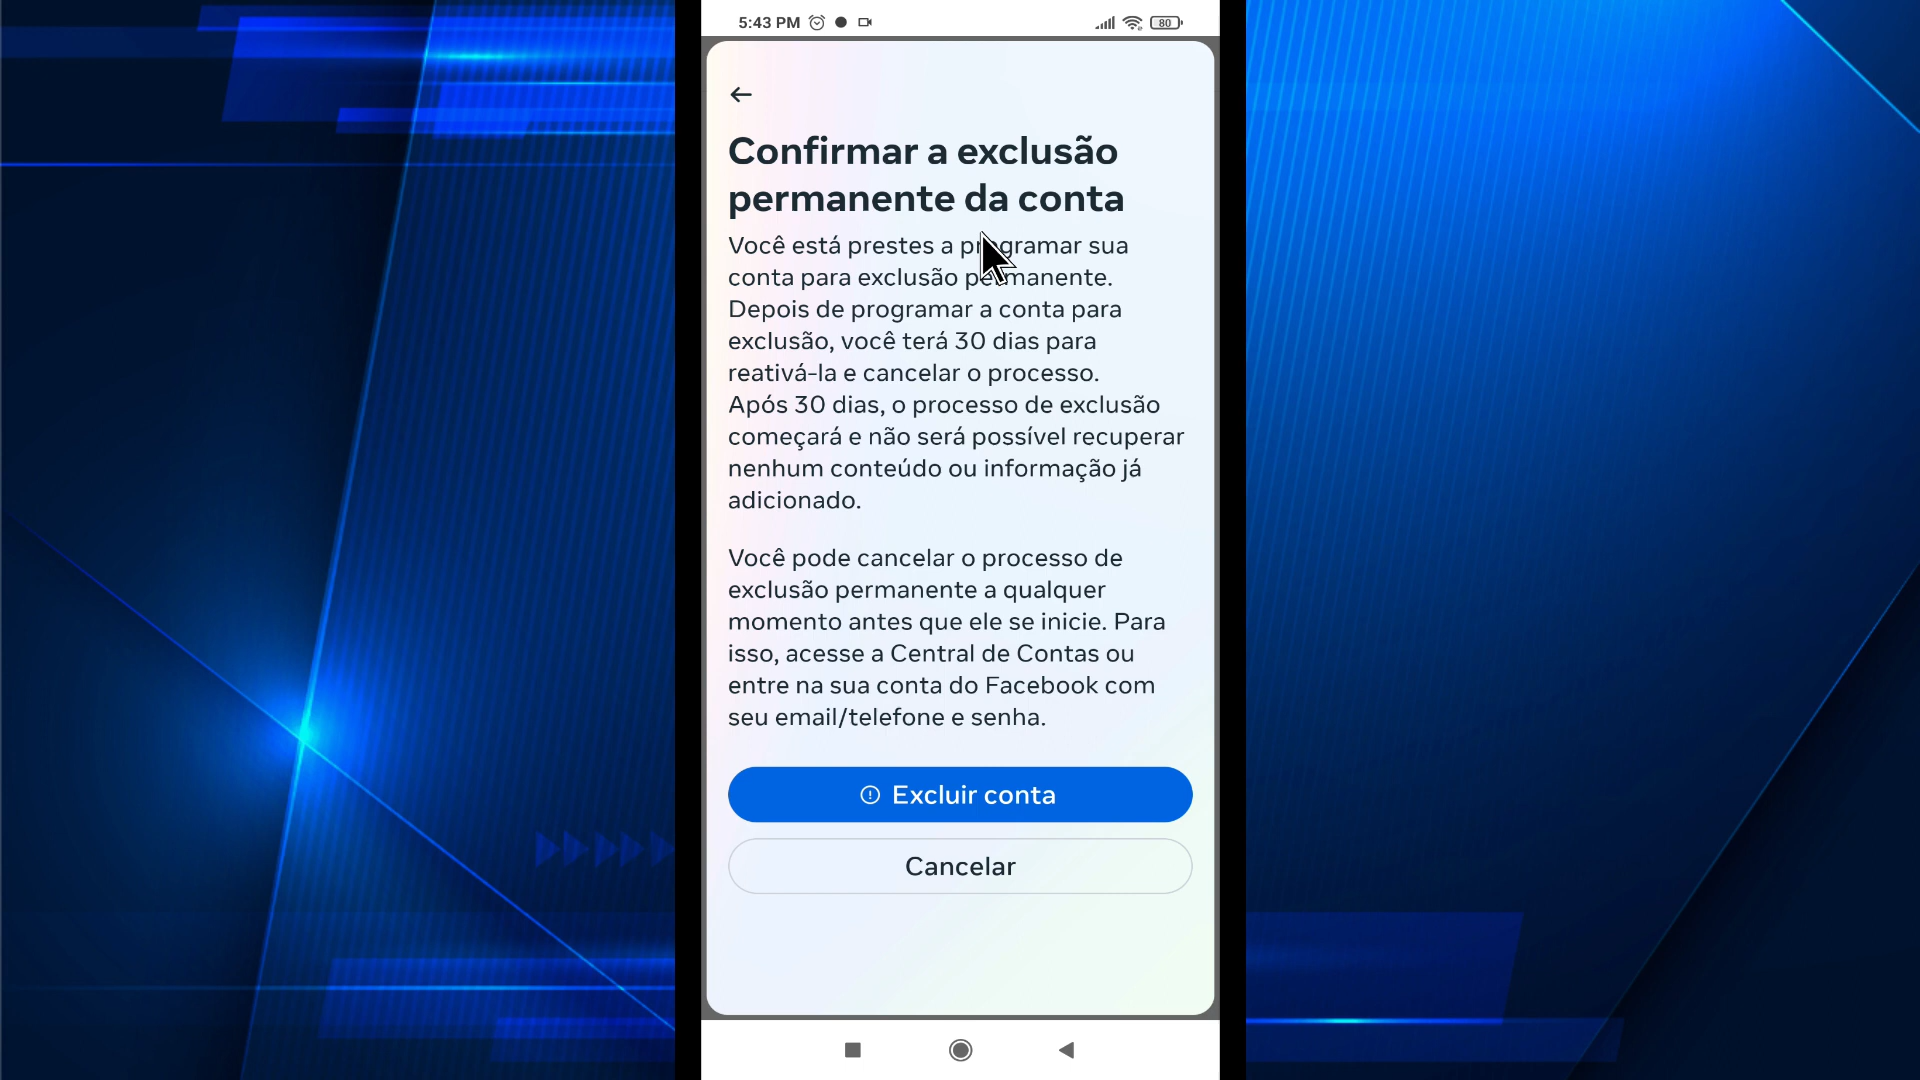 5:43 PM
80
Confirmar a exclusão
permanente da conta
Você está prestes a programar sua
conta para exclusão permanente.
Depois de programar a conta para
exclusão, você terá 30 dias para
reativá-la e cancelar o processo.
Após 30 dias, o processo de exclusão
começará e não será possível recuperar
nenhum conteúdo ou informação já
adicionado.
Você pode cancelar o processo de
exclusão permanente a qualquer
momento antes que ele se inicie. Para
isso, acesse a Central de Contas ou
entre na sua conta do Facebook com
seu email/telefone e senha.
Excluir conta
Cancelar